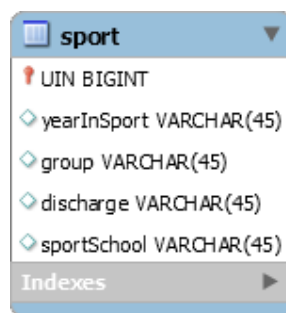 sport
UIN BIGINT
yearInSport VARCHAR(45)
group VARCHAR(45)
discharge VARCHAR(45)
sportSchool VARCHAR(45)
Indexes